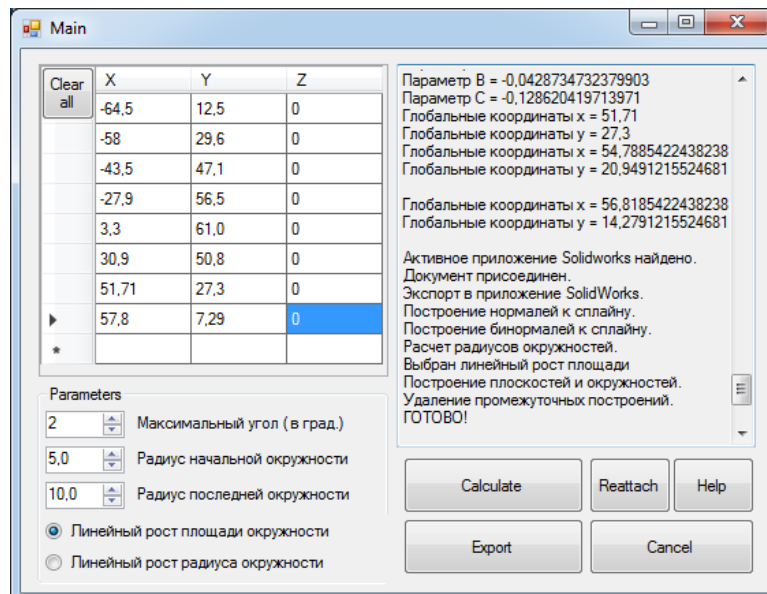 Main
Clear all
X Y Z
-64,5 12,5 0
-58 29,6 0
-43,5 47,1 0
-27,9 56,5 0
3,3 61,0 0
30,9 50,8 0
51,71 27,3 0
57,8 7,29 0
Parameters
2 Максимальный угол ( в град.)
5,0 Радиус начальной окружности
10,0 Радиус последней окружности
Линейный рост площади окружности
Линейный рост радиуса окружности
Параметр B = -0,0428734732379903
Параметр C = -0,128620419713971
Глобальные координаты x = 51,71
Глобальные координаты y = 27,3
Глобальные координаты x = 54,7885422438238
Глобальные координаты y = 20,9491215524681
Глобальные координаты x = 56,8185422438238
Глобальные координаты y = 14,2791215524681
Активное приложение Solidworks найдено.
Документ присоединен.
Экспорт в приложение SolidWorks.
Построение нормалей к сплайну.
Построение бинормалей к сплайну.
Расчет радиусов окружностей.
Выбран линейный рост площади
Построение плоскостей и окружностей.
Удаление промежуточных построений.
ГОТОВО!
Calculate Reattach Help
Export Cancel